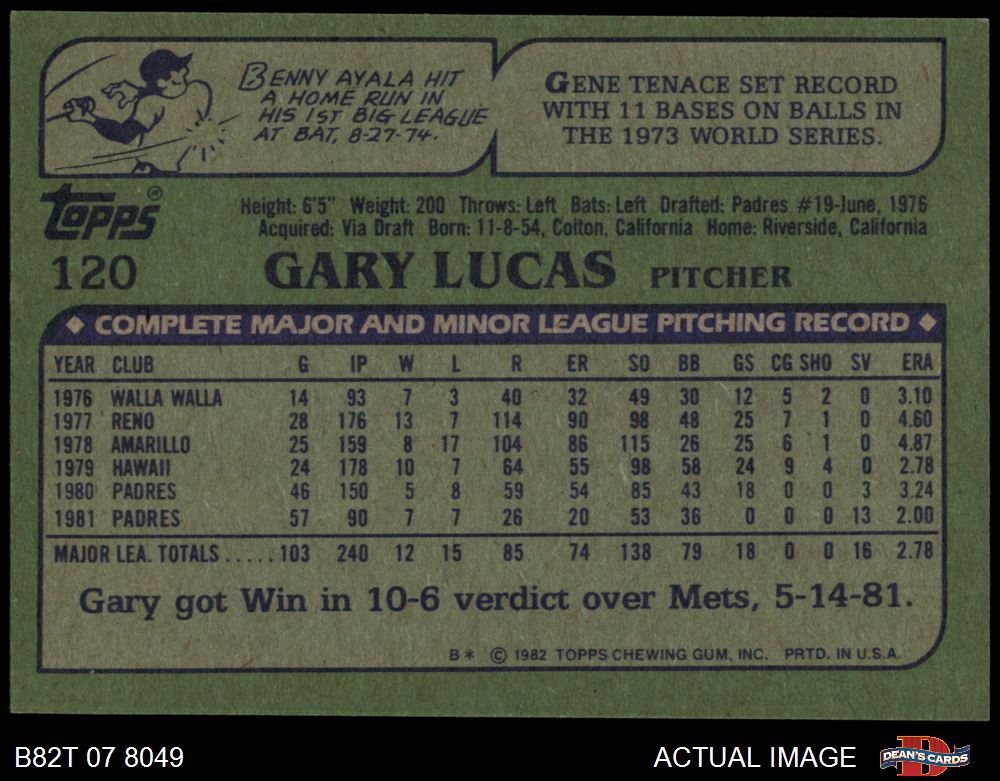 BENNY AYALA HIT
A HOME RUN IN
HIS 1ST BIG LEAGUE
AT BAT, 8-27-74.
GENE TENACE SET RECORD
WITH 11 BASES ON BALLS IN
THE 1973 WORLD SERIES.
TOPPS®
Height: 6'5" Weight: 200 Throws: Left Bats: Left Drafted: Padres #19-June, 1976
Acquired: Via Draft Born: 11-8-54, Colton, California Home: Riverside, California
120 GARY LUCAS PITCHER
◆ COMPLETE MAJOR AND MINOR LEAGUE PITCHING RECORD ◆
YEAR CLUB G IP W L R ER SO BB GS CG SHO SV ERA
1976 WALLA WALLA 14 93 7 3 40 32 49 30 12 5 2 0 3.10
1977 RENO 28 176 13 7 114 90 98 48 25 7 1 0 4.60
1978 AMARILLO 25 159 8 17 104 86 115 26 25 6 1 0 4.87
1979 HAWAII 24 178 10 7 64 55 98 58 24 9 4 0 2.78
1980 PADRES 46 150 5 8 59 54 85 43 18 0 0 3 3.24
1981 PADRES 57 90 7 7 26 20 53 36 0 0 0 13 2.00
MAJOR LEA. TOTALS.....103 240 12 15 85 74 138 79 18 0 0 16 2.78
Gary got Win in 10-6 verdict over Mets, 5-14-81.
B* © 1982 TOPPS CHEWING GUM, INC. PRTD. IN U.S.A.
B82T 07 8049 ACTUAL IMAGE DEAN'S CARDS